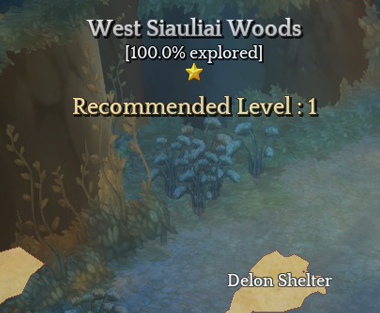 West Siauliai Woods
[100.0% explored]
Recommended Level : 1
Delon Shelter